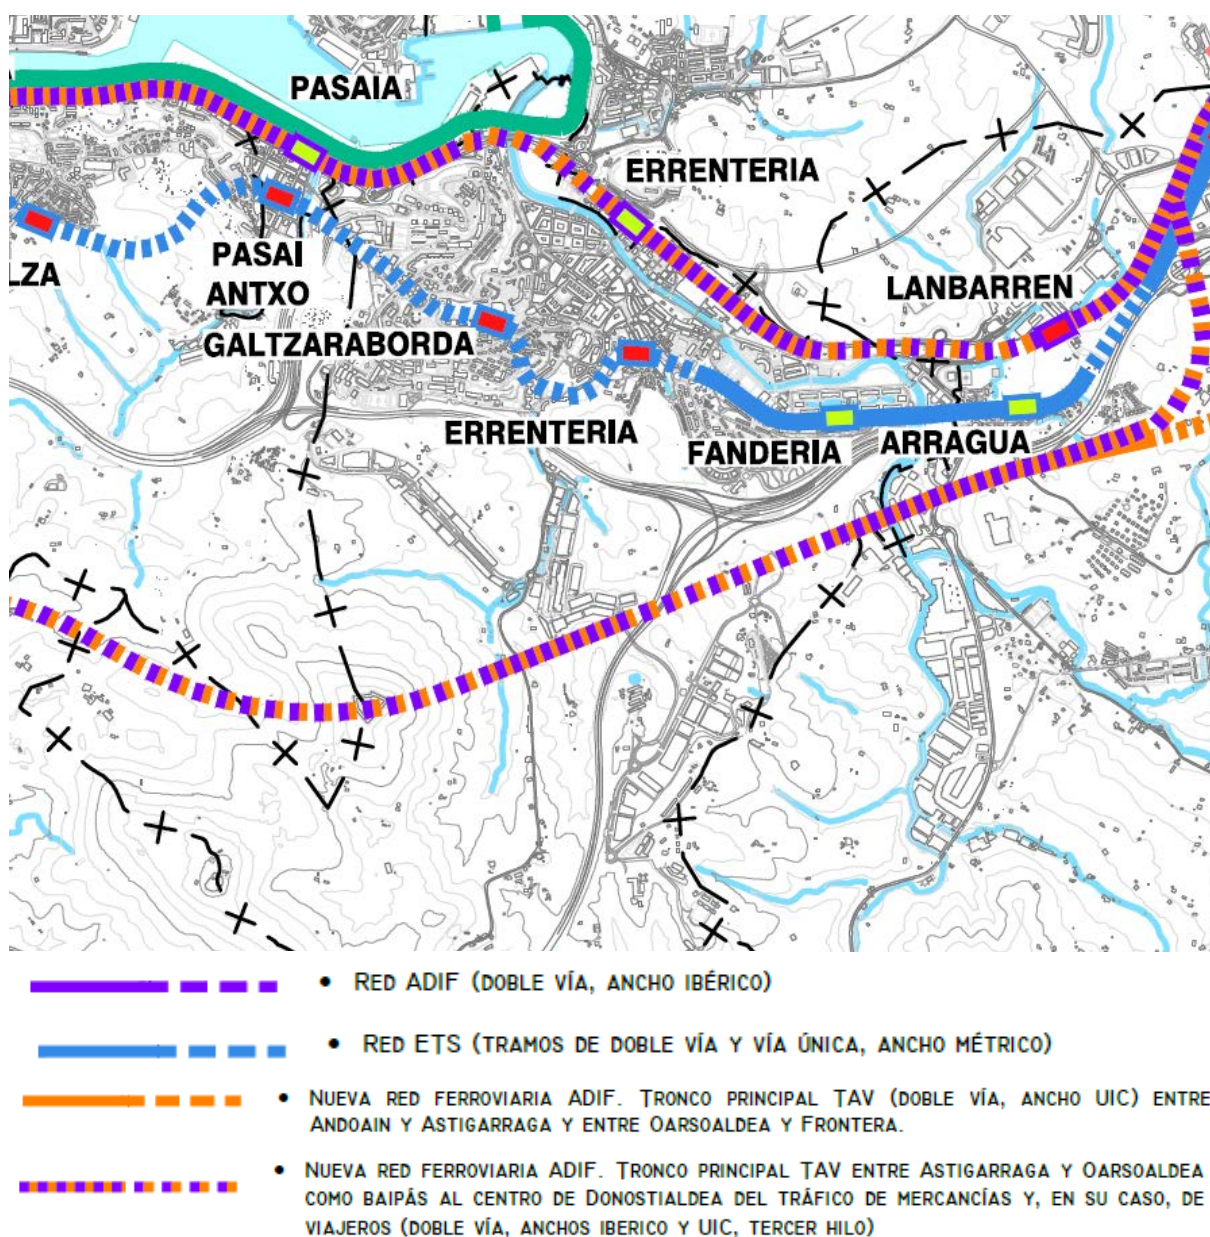 PASAIA
ERRENTERIA
PASAI
ANTXO
LZA
LANBARREN
GALTZARABORDA
ERRENTERIA
FANDERIA
ARRAGUA
• RED ADIF (DOBLE VÍA, ANCHO IBÉRICO)
• RED ETS (TRAMOS DE DOBLE VÍA Y VÍA ÚNICA, ANCHO MÉTRICO)
• NUEVA RED FERROVIARIA ADIF. TRONCO PRINCIPAL TAV (DOBLE VÍA, ANCHO UIC) ENTRE
ANDOAIN Y ASTIGARRAGA Y ENTRE OARSOALDEA Y FRONTERA.
• NUEVA RED FERROVIARIA ADIF. TRONCO PRINCIPAL TAV ENTRE ASTIGARRAGA Y OARSOALDEA
COMO BAIPÁS AL CENTRO DE DONOSTIALDEA DEL TRÁFICO DE MERCANCÍAS Y, EN SU CASO, DE
VIAJEROS (DOBLE VÍA, ANCHOS IBERICO Y UIC, TERCER HILO)